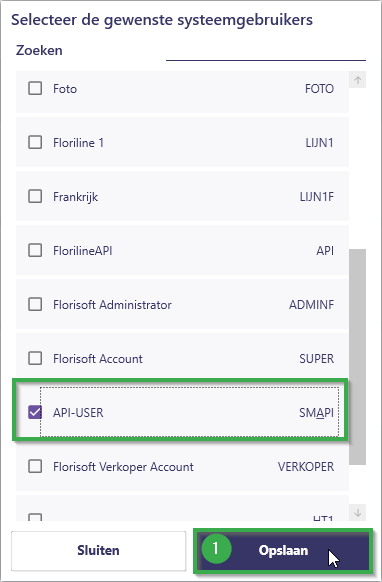 Selecteer de gewenste systeemgebruikers
Zoeken
Foto FOTO
Floriline 1 LIJN1
Frankrijk LIJN1F
FlorilineAPI API
Florisoft Administrator ADMINF
Florisoft Account SUPER
API-USER SMAPI
Florisoft Verkoper Account VERKOPER
HT1
Sluiten 1 Opslaan